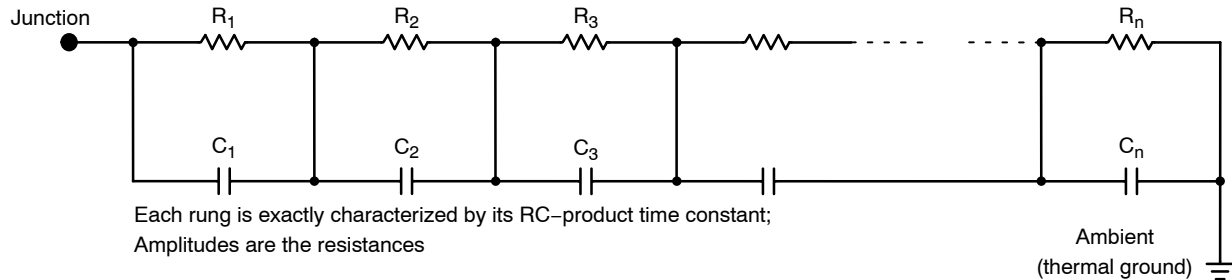 Junction
R1
R2
R3
Rn
C1
C2
C3
Cn
Each rung is exactly characterized by its RC−product time constant;
Amplitudes are the resistances
Ambient
(thermal ground)